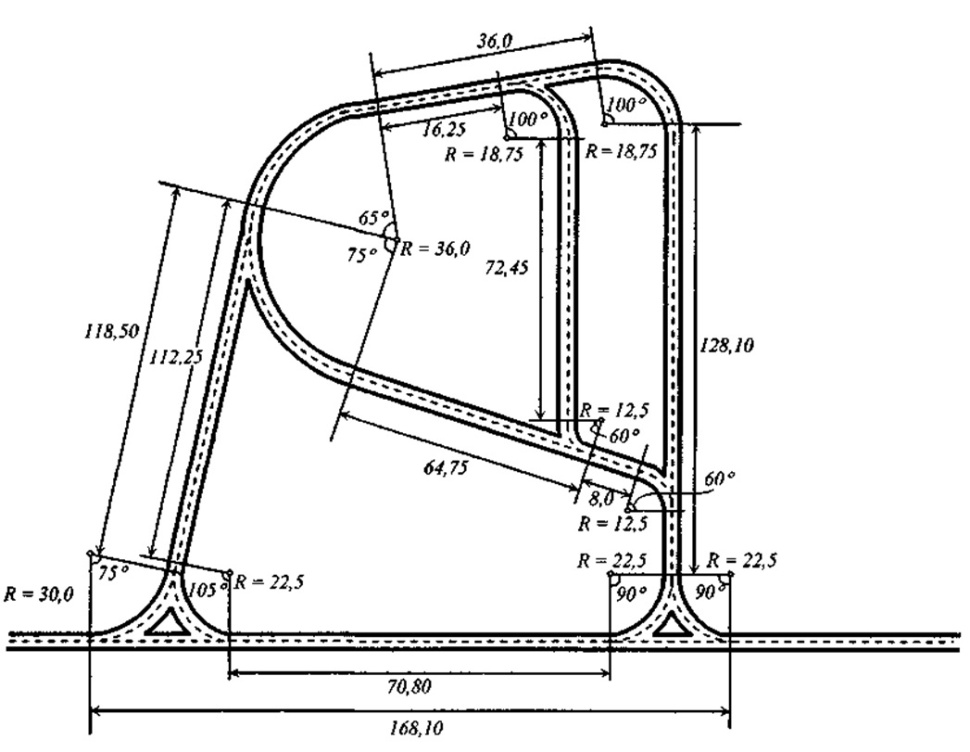 36,0
100°
100°
16,25
R = 18,75
R = 18,75
65°
75°
R = 36,0
72,45
118,50
112,25
128,10
R = 12,5
60°
64,75
8,0
60°
R = 12,5
75°
R = 30,0
105°
R = 22,5
R = 22,5
R = 22,5
90°
90°
70,80
168,10